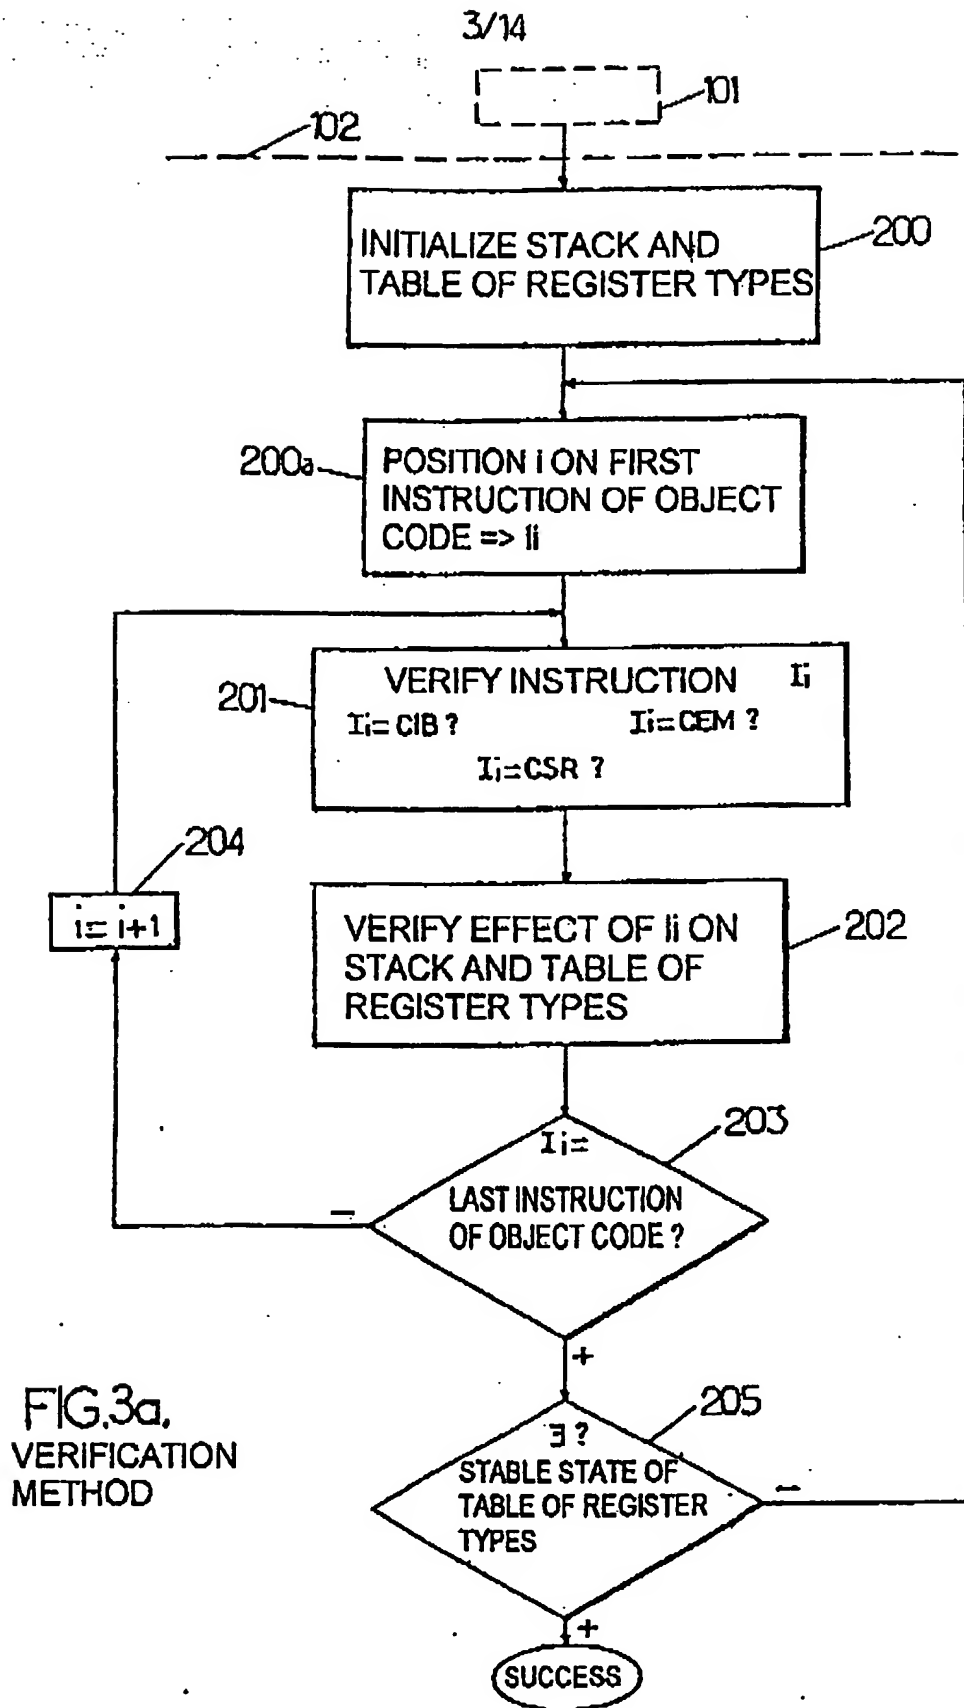 3/14
101
102
200
INITIALIZE STACK AND
TABLE OF REGISTER TYPES
200a
POSITION i ON FIRST
INSTRUCTION OF OBJECT
CODE => Ii
201
VERIFY INSTRUCTION Ii
Ii=CIB ? Ii=CEM ?
Ii=CSR ?
204
i= i+1
202
VERIFY EFFECT OF Ii ON
STACK AND TABLE OF
REGISTER TYPES
203
Ii=
LAST INSTRUCTION
OF OBJECT CODE ?
-
+
205
∃ ?
STABLE STATE OF
TABLE OF REGISTER
TYPES
-
+
SUCCESS
FIG.3a.
VERIFICATION
METHOD